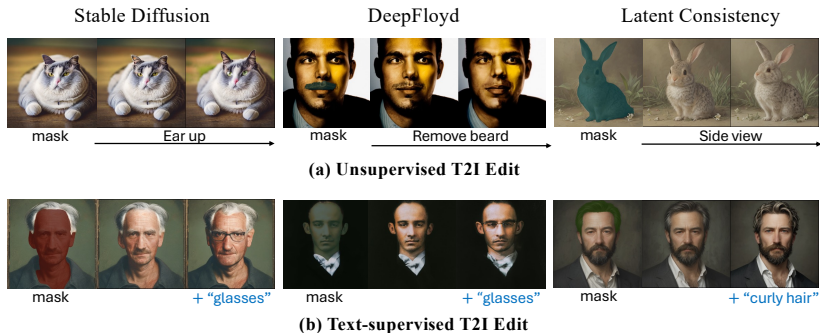 Stable Diffusion DeepFloyd Latent Consistency
mask Ear up mask Remove beard mask Side view
(a) Unsupervised T2I Edit
mask + “glasses” mask + “glasses” mask + “curly hair”
(b) Text-supervised T2I Edit